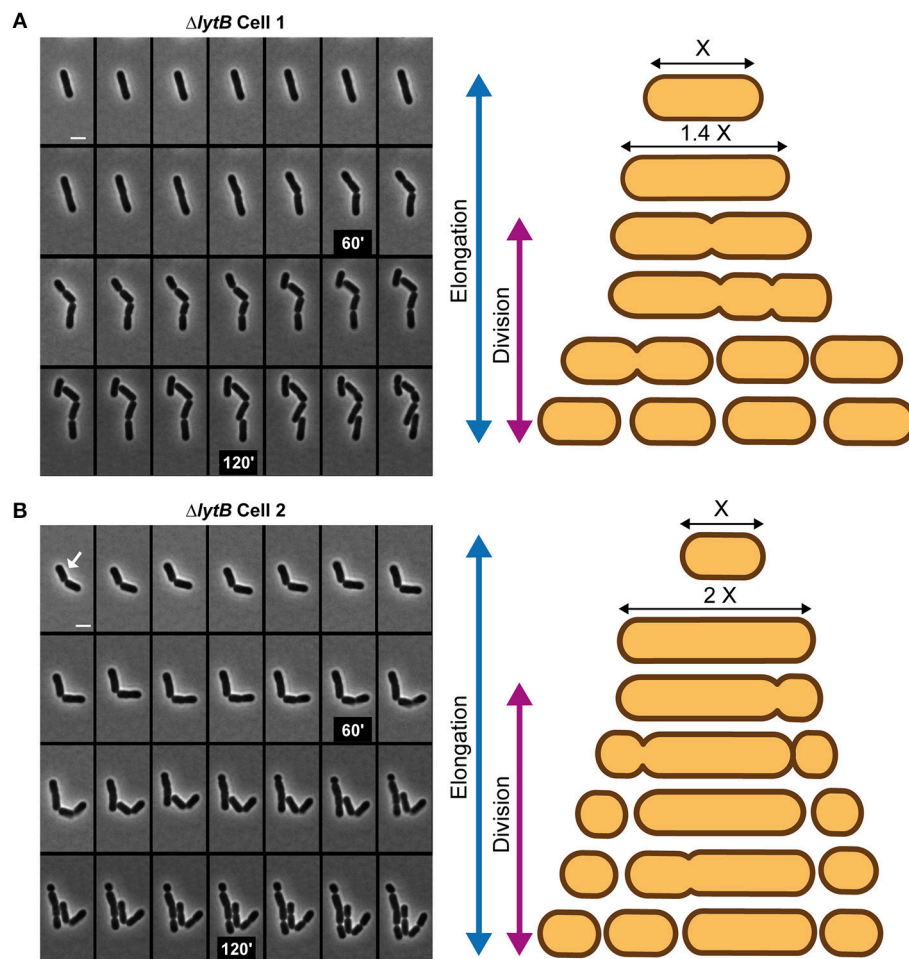 A
ΔlytB Cell 1
60'
120'
X
1.4 X
Elongation
Division
B
ΔlytB Cell 2
60'
120'
X
2 X
Elongation
Division